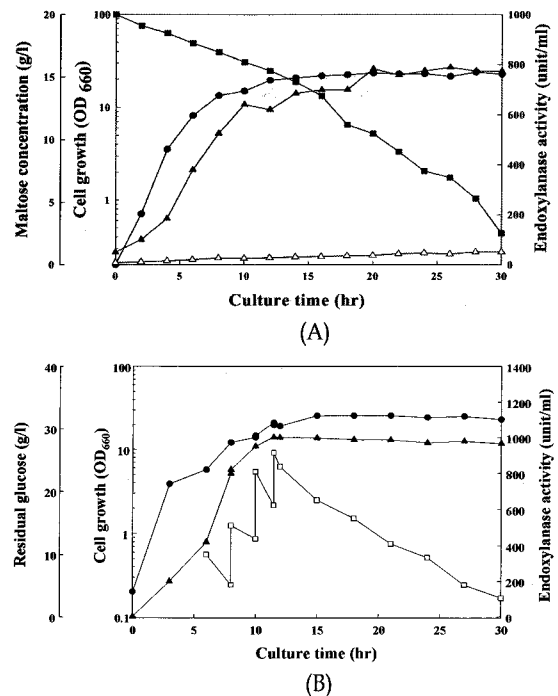 Maltose concentration (g/l)
20
15
10
5
0
Cell growth (OD 660)
100
10
1
Endoxylanase activity (unit/ml)
1000
800
600
400
200
0
0 5 10 15 20 25 30
Culture time (hr)
(A)
Residual glucose (g/l)
40
30
20
10
0
Cell growth (OD660)
100
10
1
0.1
Endoxylanase activity (unit/ml)
1400
1200
1000
800
600
400
200
0
0 5 10 15 20 25 30
Culture time (hr)
(B)